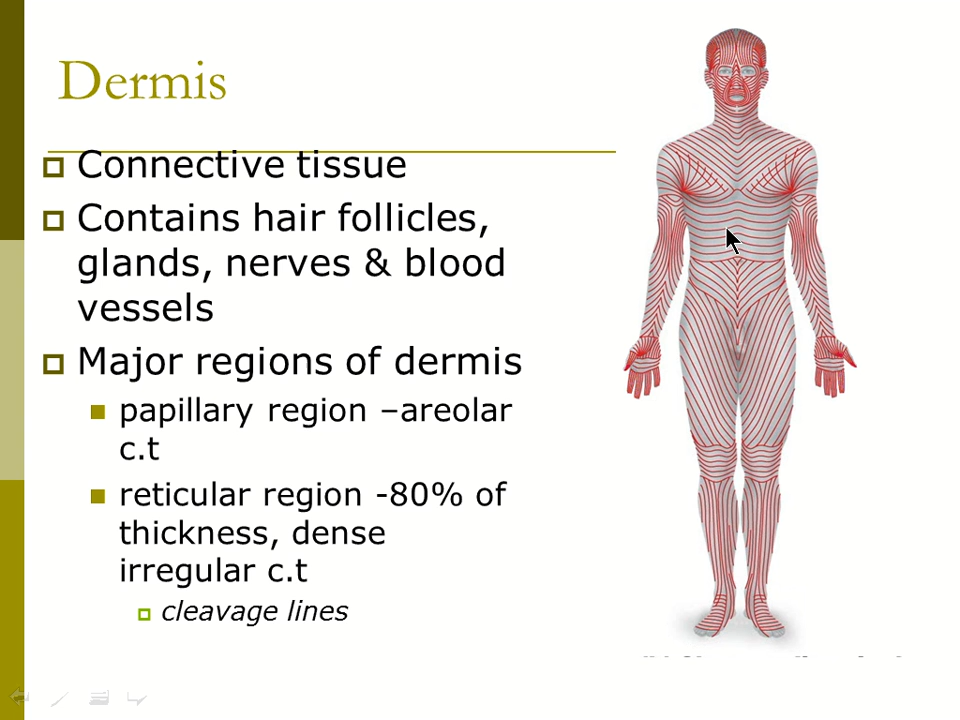 Dermis
Connective tissue
Contains hair follicles,
glands, nerves & blood
vessels
Major regions of dermis
papillary region –areolar
c.t
reticular region -80% of
thickness, dense
irregular c.t
cleavage lines